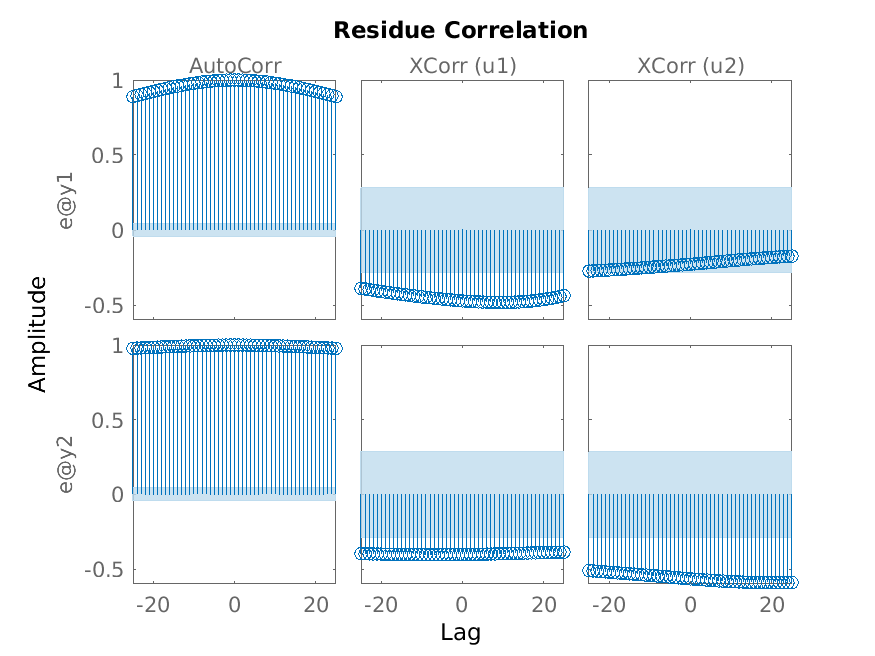 Residue Correlation
AutoCorr
XCorr (u1)
XCorr (u2)
e@y1
1
0.5
0
-0.5
e@y2
1
0.5
0
-0.5
Amplitude
-20 0 20
-20 0 20
-20 0 20
Lag